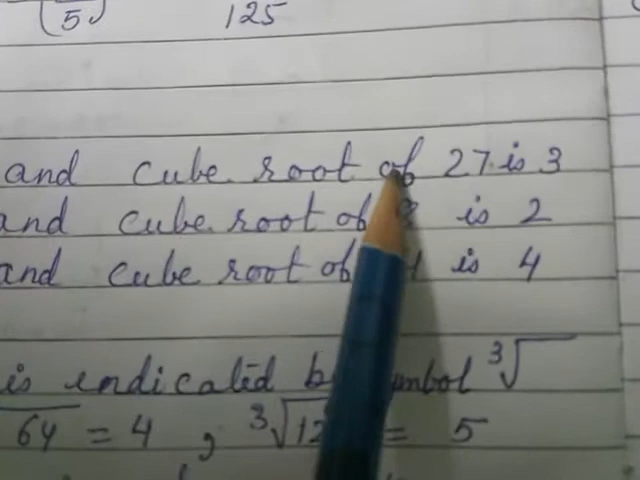 (5) 125
and cube root of 27 is 3
and cube root of is 2
and cube root of is 4
is indicated symbol ³√
64 = 4 , ³√12 = 5